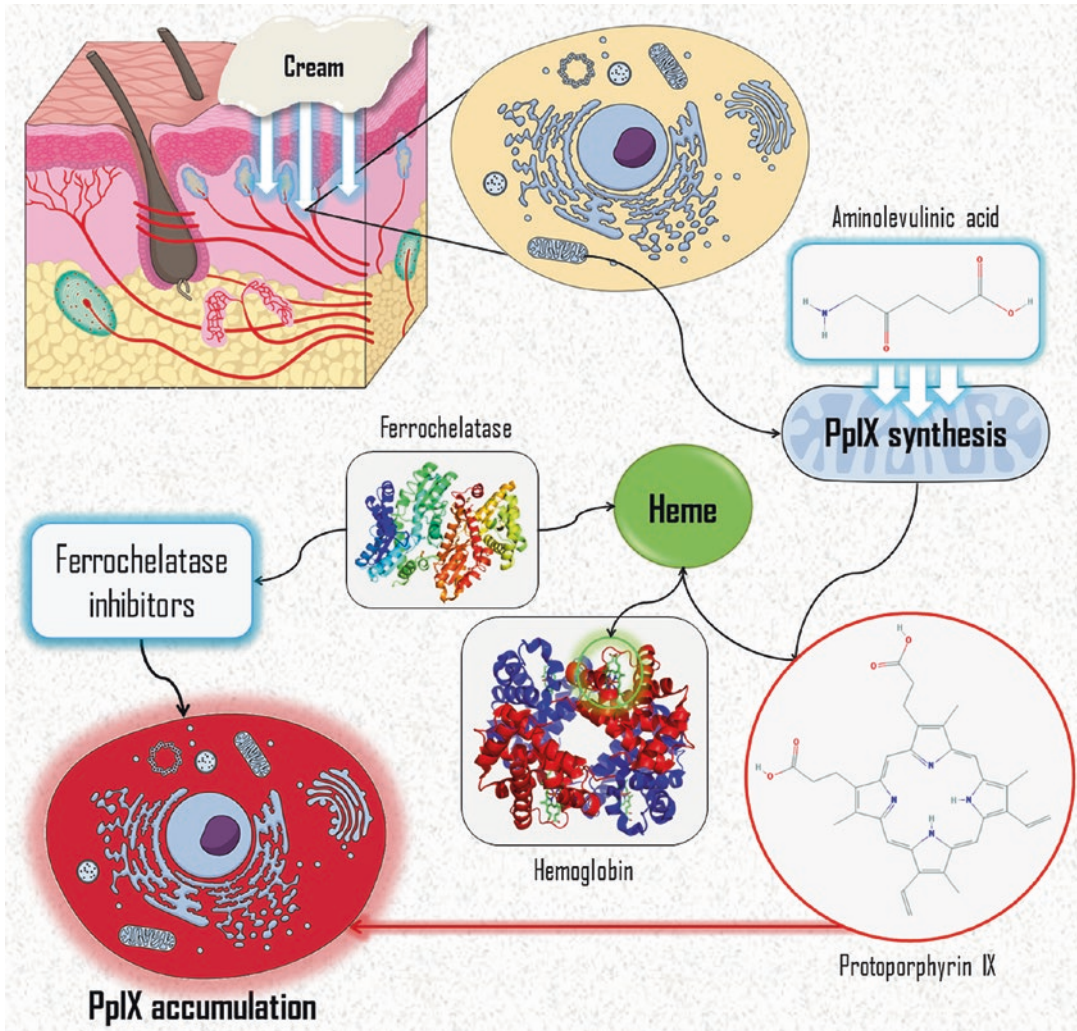 Cream
Aminolevulinic acid
PpIX synthesis
Ferrochelatase
Heme
Ferrochelatase
inhibitors
Hemoglobin
Protoporphyrin IX
PpIX accumulation
O
O
H
N
H
H
O
H
O
O
O
H
O
N
N
H
N
H
N